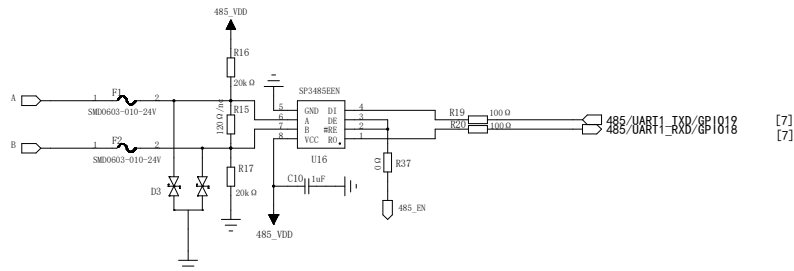 485_VDD
R16
20kΩ
SP3485EEN
A
1
F1
2
SMD0603-010-24V
R15
120Ω/nc
5
GND
DI
4
6
A
DE
3
7
B
#RE
2
8
VCC
RO
1
U16
R19
100Ω
485/UART1_TXD/GPIO19
[7]
R20
100Ω
485/UART1_RXD/GPIO18
[7]
B
1
F2
2
SMD0603-010-24V
R17
20kΩ
0Ω
R37
C10
1uF
D3
485_EN
485_VDD